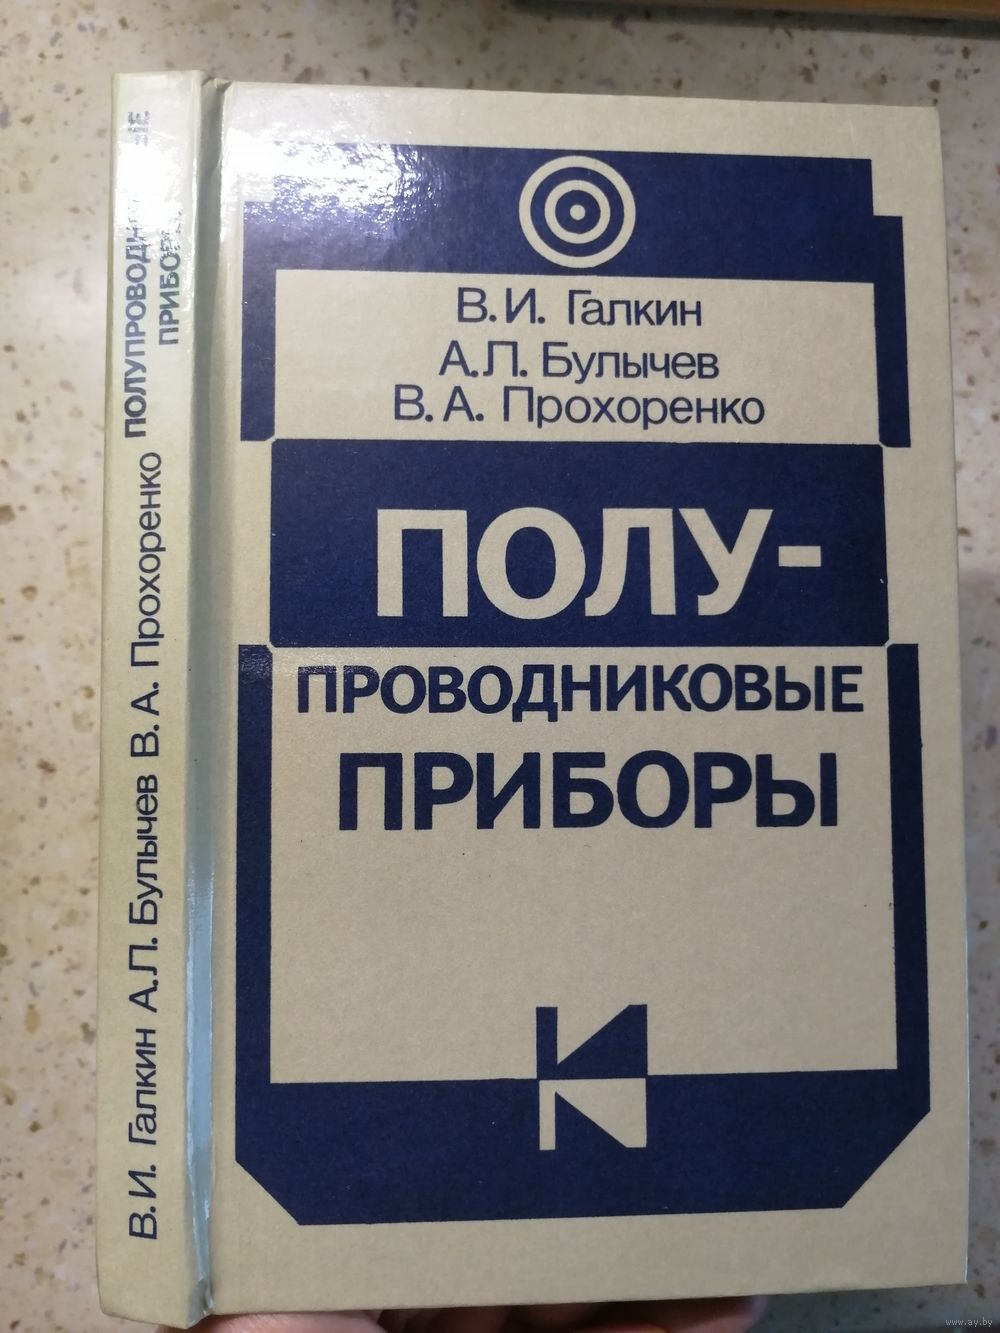 В. И. Галкин
А. П. Булычев
В. А. Прохоренко
ПОЛУ-
ПРОВОДНИКОВЫЕ
ПРИБОРЫ
В. И. Галкин А. П. Булычев В. А. Прохоренко
www.ay.by